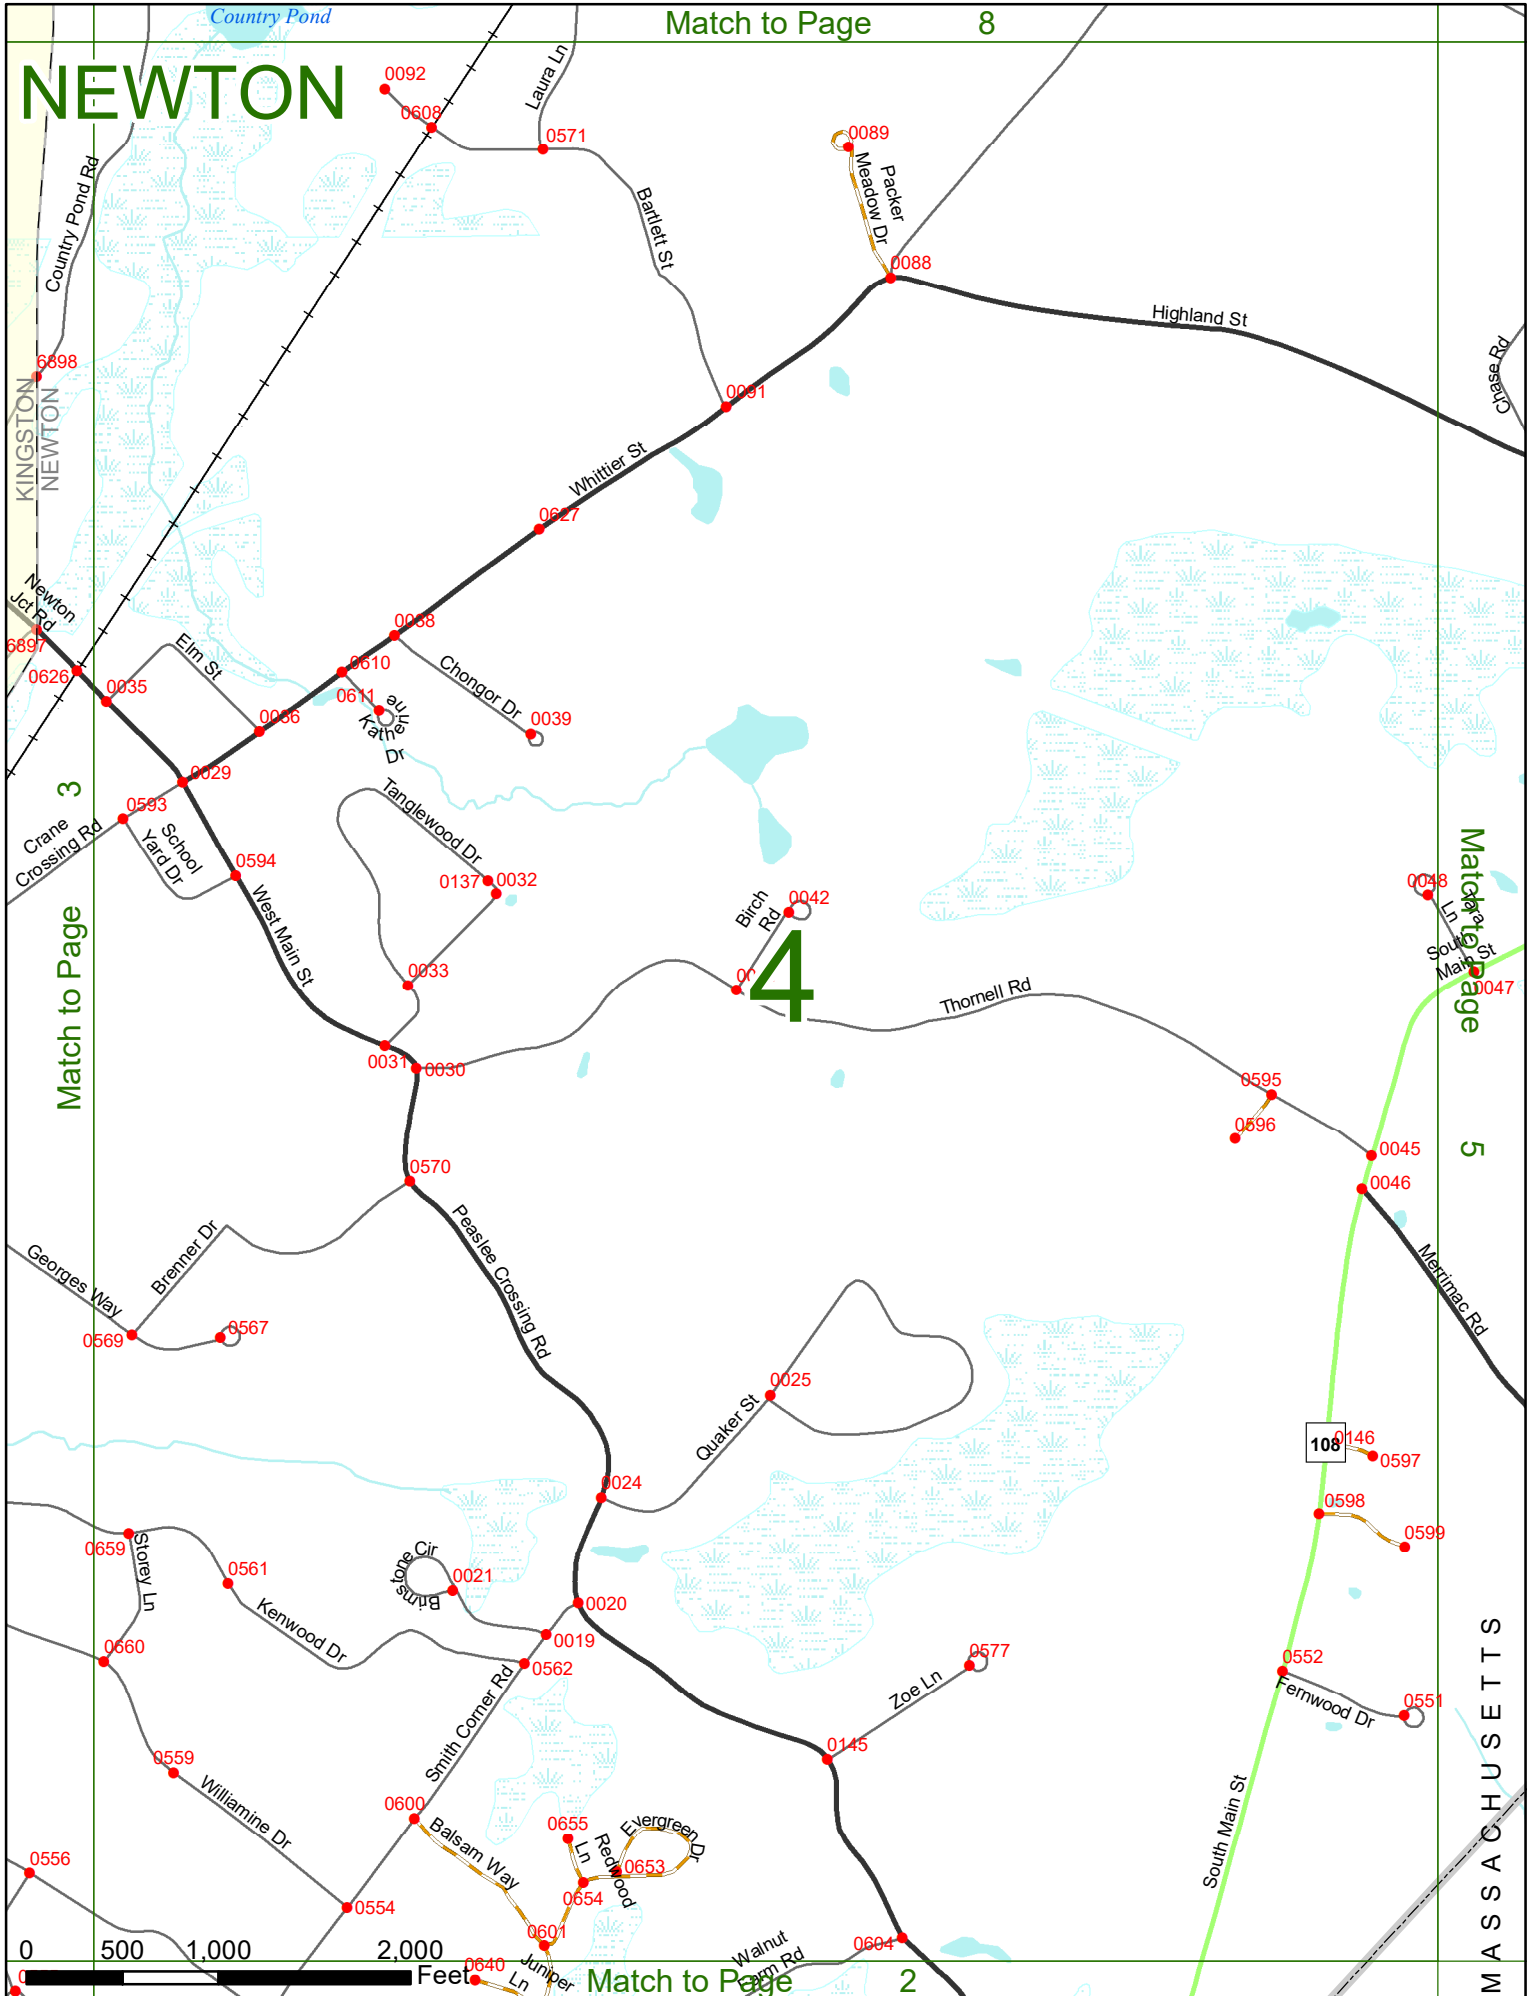 Country Pond
Match to Page 8
NEWTON
0092
0608
Laura Ln
0571
0089
Packer
Meadow Dr
Country Pond Rd
Bartlett St
0088
Highland St
Chase Rd
6898
KINGSTON
NEWTON
0091
Whittier St
0627
Newton
Jct Rd
6897
0626
0035
Elm St
0038
0610
0611
Chongor Dr
0039
0036
Dr
0029
3
Match to Page
0593
Crane
Crossing Rd
School
Yard Dr
0594
Tanglewood Dr
0137
0032
West Main St
0033
Birch
Rd
0042
4
Thornell Rd
0048
Ln
South
Main St
0047
Match to Page
5
0031
0030
0595
0596
0045
0046
0570
Peaslee Crossing Rd
Merrimac Rd
Georges Way
Brenner Dr
0569
0567
0025
Quaker St
0024
108
0146
0597
0598
0599
0659
Storey Ln
0561
Kenwood Dr
Brimstone Cir
0021
0020
0019
0562
0660
Smith Corner Rd
0577
Zoe Ln
0552
Fernwood Dr
0551
0145
0559
Williamine Dr
0600
Balsam Way
0655
Ln
Redwood
Evergreen Dr
0653
0654
South Main St
MASSACHUSETTS
0556
0554
0601
0604
Walnut
Farm Rd
0640
Juniper
Ln
0 500 1,000 2,000
Feet
Match to Page 2